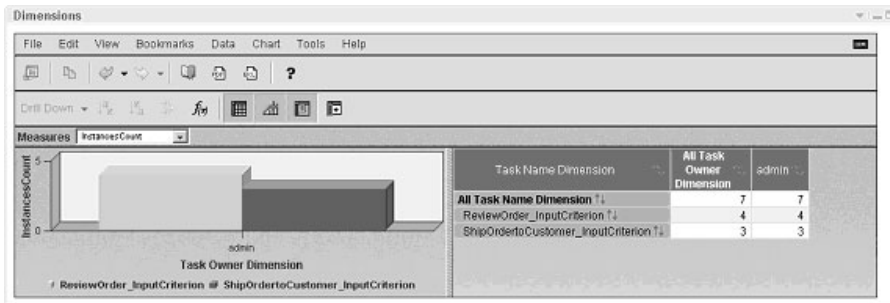 Dimensions
File Edit View Bookmarks Data Chart Tools Help
PDF
?
Drill Down
f(x)
Measures InstancesCount
InstancesCount
5
0
admin
Task Owner Dimension
ReviewOrder_InputCriterion ShipOrdertoCustomer_InputCriterion
Task Name Dimension All Task Owner Dimension admin
All Task Name Dimension 7 7
ReviewOrder_InputCriterion 4 4
ShipOrdertoCustomer_InputCriterion 3 3